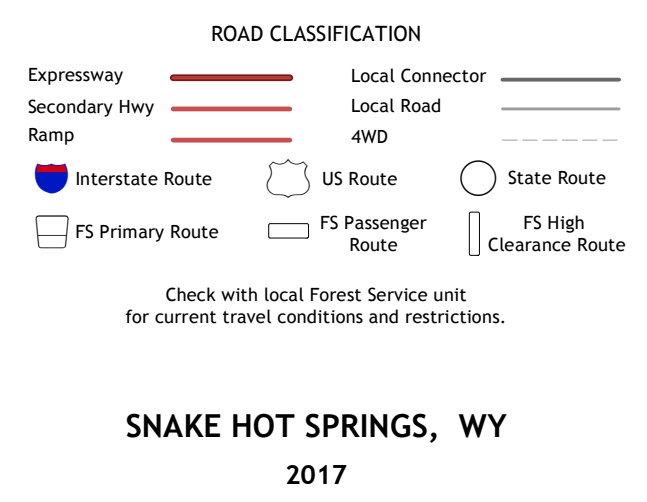 ROAD CLASSIFICATION
Expressway
Local Connector
Secondary Hwy
Local Road
Ramp
4WD
Interstate Route
US Route
State Route
FS Primary Route
FS Passenger
Route
FS High
Clearance Route
Check with local Forest Service unit
for current travel conditions and restrictions.
SNAKE HOT SPRINGS, WY
2017